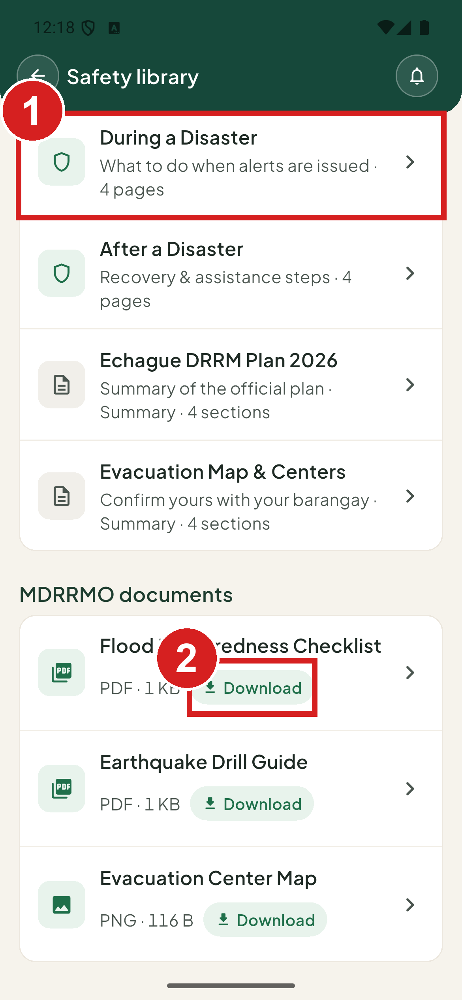 12:18
Safety library
1
During a Disaster
What to do when alerts are issued ·
4 pages
After a Disaster
Recovery & assistance steps · 4
pages
Echague DRRM Plan 2026
Summary of the official plan ·
Summary · 4 sections
Evacuation Map & Centers
Confirm yours with your barangay ·
Summary · 4 sections
MDRRMO documents
Flood redness Checklist
2
PDF · 1 KB Download
Earthquake Drill Guide
PDF · 1 KB Download
Evacuation Center Map
PNG · 116 B Download